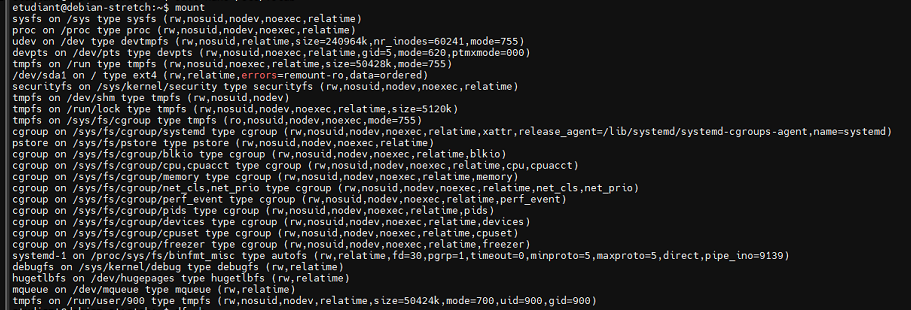 etudiant@debian-stretch:~$ mount
sysfs on /sys type sysfs (rw,nosuid,nodev,noexec,relatime)
proc on /proc type proc (rw,nosuid,nodev,noexec,relatime)
udev on /dev type devtmpfs (rw,nosuid,relatime,size=240964k,nr_inodes=60241,mode=755)
devpts on /dev/pts type devpts (rw,nosuid,noexec,relatime,gid=5,mode=620,ptmxmode=000)
tmpfs on /run type tmpfs (rw,nosuid,noexec,relatime,size=50428k,mode=755)
/dev/sda1 on / type ext4 (rw,relatime,errors=remount-ro,data=ordered)
securityfs on /sys/kernel/security type securityfs (rw,nosuid,nodev,noexec,relatime)
tmpfs on /dev/shm type tmpfs (rw,nosuid,nodev)
tmpfs on /run/lock type tmpfs (rw,nosuid,nodev,noexec,relatime,size=5120k)
tmpfs on /sys/fs/cgroup type tmpfs (ro,nosuid,nodev,noexec,mode=755)
cgroup on /sys/fs/cgroup/systemd type cgroup (rw,nosuid,nodev,noexec,relatime,xattr,release_agent=/lib/systemd/systemd-cgroups-agent,name=systemd)
pstore on /sys/fs/pstore type pstore (rw,nosuid,nodev,noexec,relatime)
cgroup on /sys/fs/cgroup/blkio type cgroup (rw,nosuid,nodev,noexec,relatime,blkio)
cgroup on /sys/fs/cgroup/cpu,cpuacct type cgroup (rw,nosuid,nodev,noexec,relatime,cpu,cpuacct)
cgroup on /sys/fs/cgroup/memory type cgroup (rw,nosuid,nodev,noexec,relatime,memory)
cgroup on /sys/fs/cgroup/net_cls,net_prio type cgroup (rw,nosuid,nodev,noexec,relatime,net_cls,net_prio)
cgroup on /sys/fs/cgroup/perf_event type cgroup (rw,nosuid,nodev,noexec,relatime,perf_event)
cgroup on /sys/fs/cgroup/pids type cgroup (rw,nosuid,nodev,noexec,relatime,pids)
cgroup on /sys/fs/cgroup/devices type cgroup (rw,nosuid,nodev,noexec,relatime,devices)
cgroup on /sys/fs/cgroup/cpuset type cgroup (rw,nosuid,nodev,noexec,relatime,cpuset)
cgroup on /sys/fs/cgroup/freezer type cgroup (rw,nosuid,nodev,noexec,relatime,freezer)
systemd-1 on /proc/sys/fs/binfmt_misc type autofs (rw,relatime,fd=30,pgrp=1,timeout=0,minproto=5,maxproto=5,direct,pipe_ino=9139)
debugfs on /sys/kernel/debug type debugfs (rw,relatime)
hugetlbfs on /dev/hugepages type hugetlbfs (rw,relatime)
mqueue on /dev/mqueue type mqueue (rw,relatime)
tmpfs on /run/user/900 type tmpfs (rw,nosuid,nodev,relatime,size=50424k,mode=700,uid=900,gid=900)